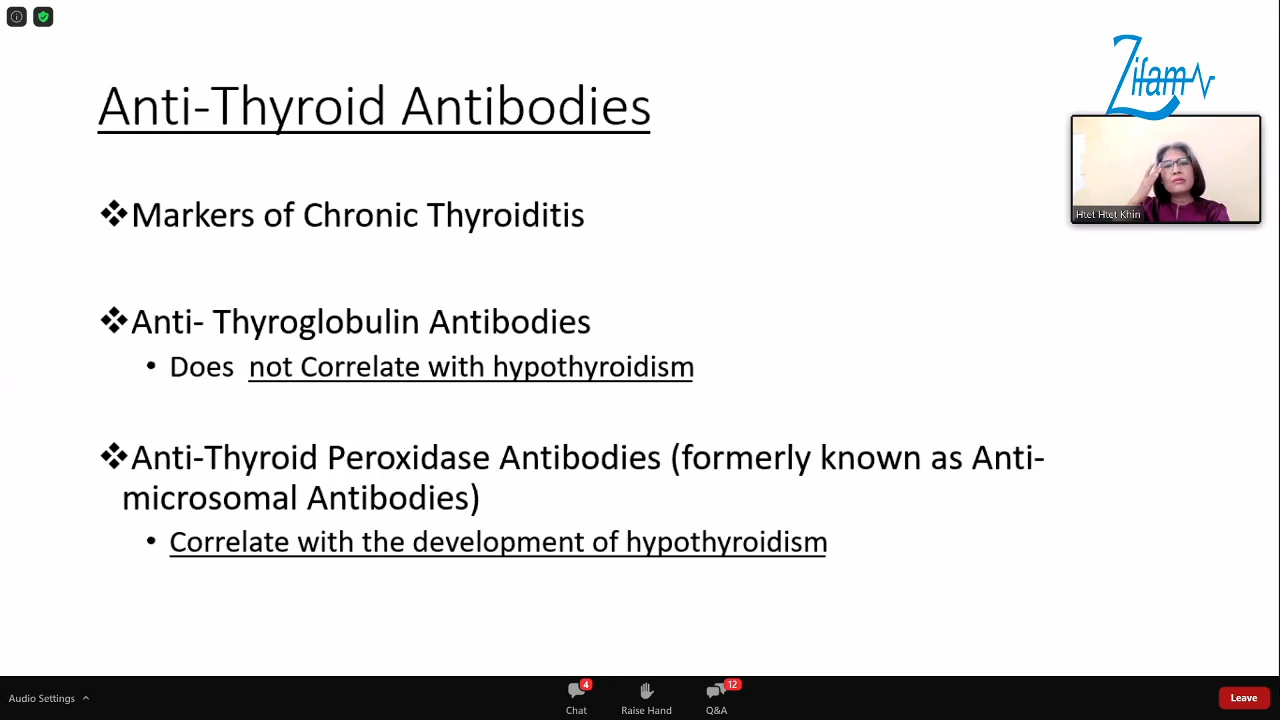 Anti-Thyroid Antibodies
Zifam
❖Markers of Chronic Thyroiditis
Htet Htet Khin
❖Anti- Thyroglobulin Antibodies
• Does  not Correlate with hypothyroidism
❖Anti-Thyroid Peroxidase Antibodies (formerly known as Anti-
microsomal Antibodies)
• Correlate with the development of hypothyroidism
Audio Settings
4
Chat
Raise Hand
12
Q&A
Leave